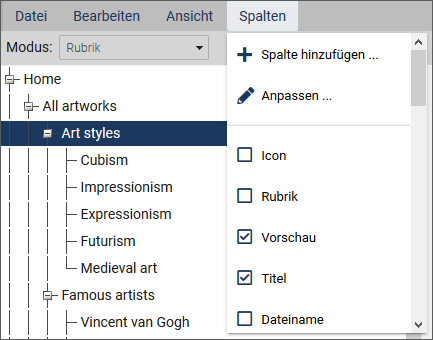 Datei Bearbeiten Ansicht Spalten
Modus: Rubrik
Spalte hinzufügen ...
Anpassen ...
Icon
Rubrik
Vorschau
Titel
Dateiname
Home
All artworks
Art styles
Cubism
Impressionism
Expressionism
Futurism
Medieval art
Famous artists
Vincent van Gogh